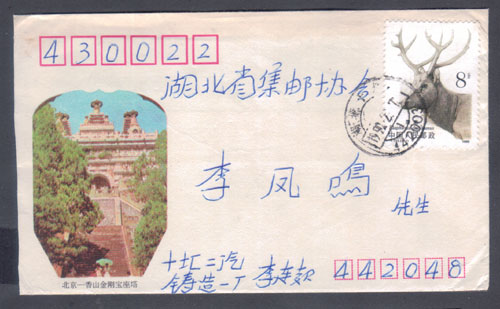 430022
湖北省集邮协会
8分
中国人民邮政
李凤鸣
先生
十堰二汽
铸造一厂 李连欬
442048
北京—香山金刚宝座塔